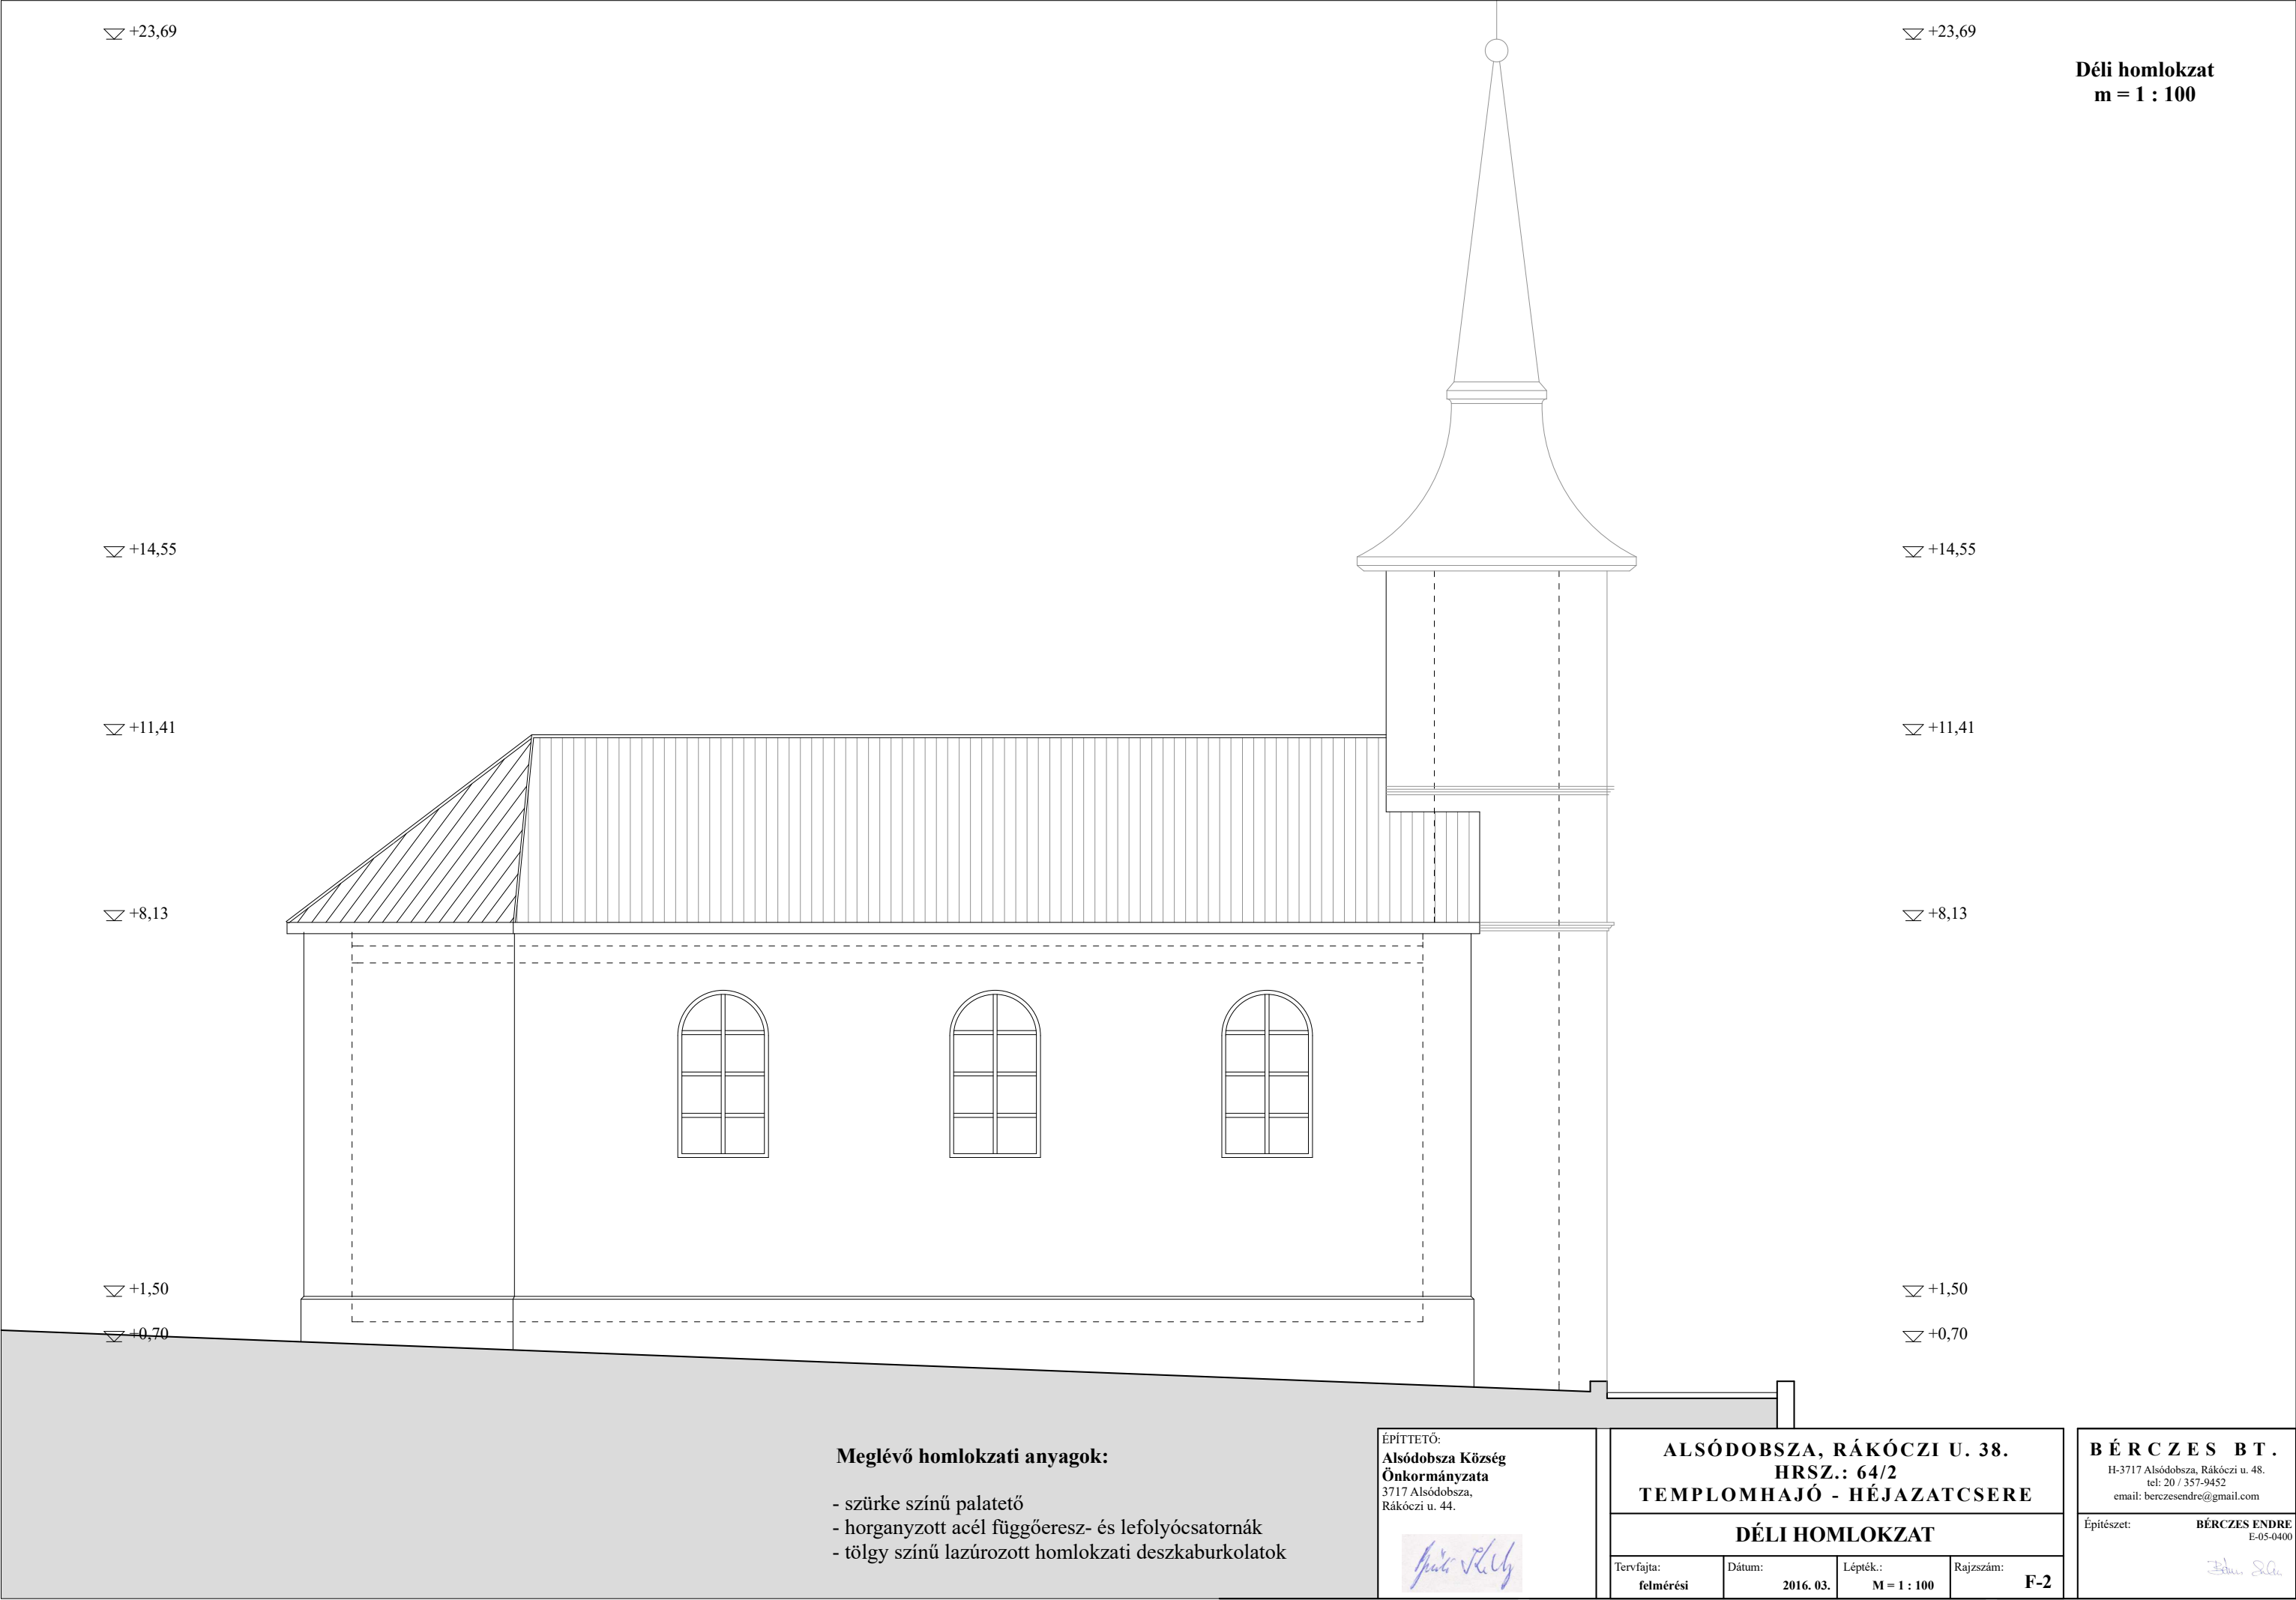 +23,69
+23,69
Déli homlokzat
m = 1 : 100
+14,55
+14,55
+11,41
+11,41
+8,13
+8,13
+1,50
+1,50
+0,70
+0,70
Meglévő homlokzati anyagok:
- szürke színű palatető
- horganyzott acél függőeresz- és lefolyócsatornák
- tölgy színű lazúrozott homlokzati deszkaburkolatok
ÉPÍTTETŐ:
Alsódobsza Község
Önkormányzata
3717 Alsódobsza,
Rákóczi u. 44.
ALSÓDOBSZA, RÁKÓCZI U. 38.
HRSZ.: 64/2
TEMPLOMHAJÓ - HÉJAZATCSERE
DÉLI HOMLOKZAT
Tervfajta:
felmérési
Dátum:
2016. 03.
Lépték.:
M = 1 : 100
Rajzszám:
F-2
BÉRCZES BT.
H-3717 Alsódobsza, Rákóczi u. 48.
tel: 20 / 357-9452
email: berczesendre@gmail.com
Építészet:
BÉRCZES ENDRE
E-05-0400